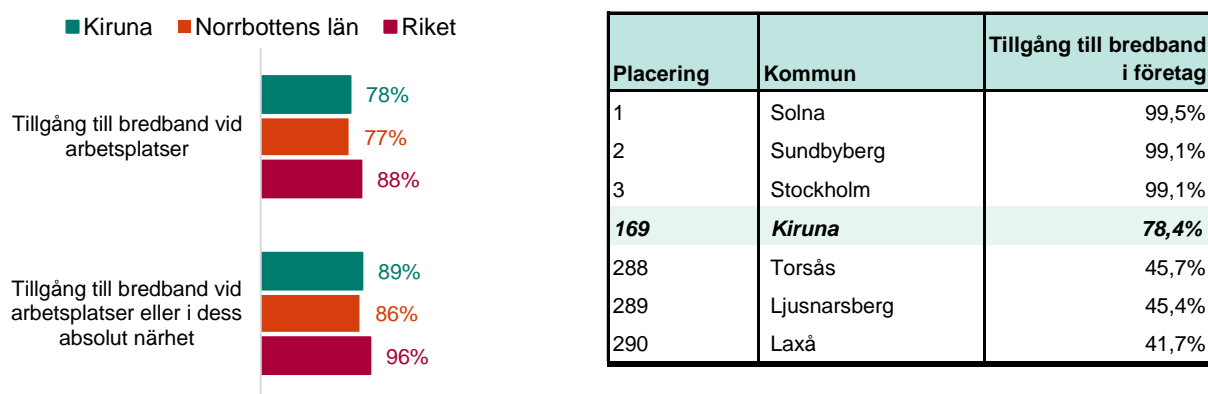 Kiruna Norrbottens län Riket
Tillgång till bredband vid
arbetsplatser
78%
77%
88%
Tillgång till bredband vid
arbetsplatser eller i dess
absolut närhet
89%
86%
96%
Placering Kommun Tillgång till bredband
i företag
1 Solna 99,5%
2 Sundbyberg 99,1%
3 Stockholm 99,1%
169 Kiruna 78,4%
288 Torsås 45,7%
289 Ljusnarsberg 45,4%
290 Laxå 41,7%